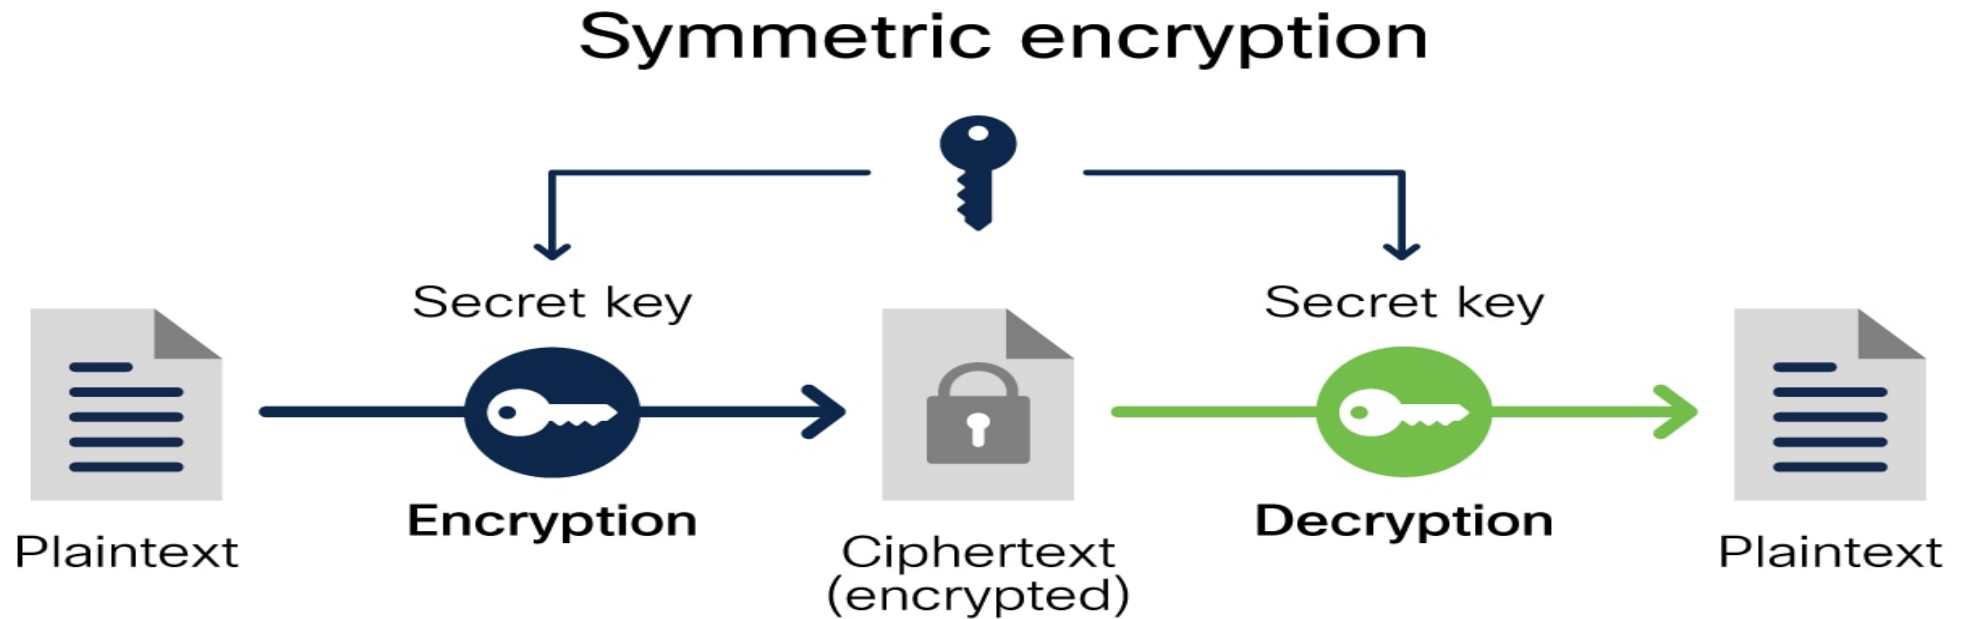 Symmetric encryption
Secret key
Secret key
Encryption
Decryption
Plaintext
Ciphertext
(encrypted)
Plaintext